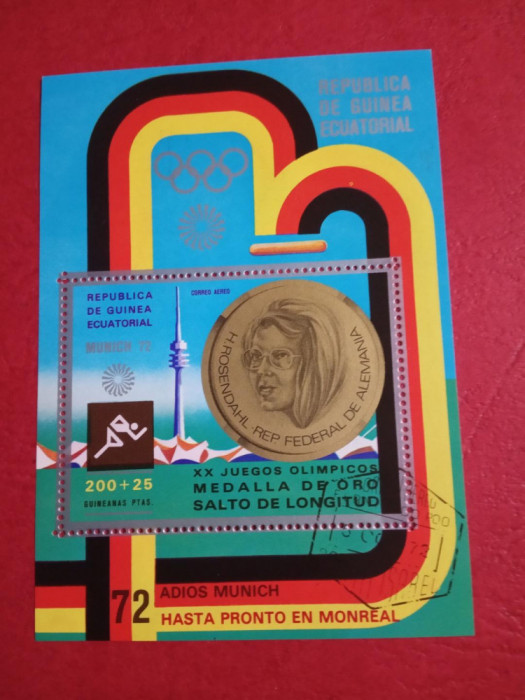 REPUBLICA
DE GUINEA
ECUATORIAL
REPUBLICA
DE GUINEA
ECUATORIAL
CORREO AEREO
MUNICH 72
H. ROSENDAHL · REP FEDERAL DE ALEMANIA
200 + 25
GUINEANAS PTAS.
XX JUEGOS OLIMPICOS
MEDALLA DE ORO
SALTO DE LONGITUD
72
ADIOS MUNICH
HASTA PRONTO EN MONREAL